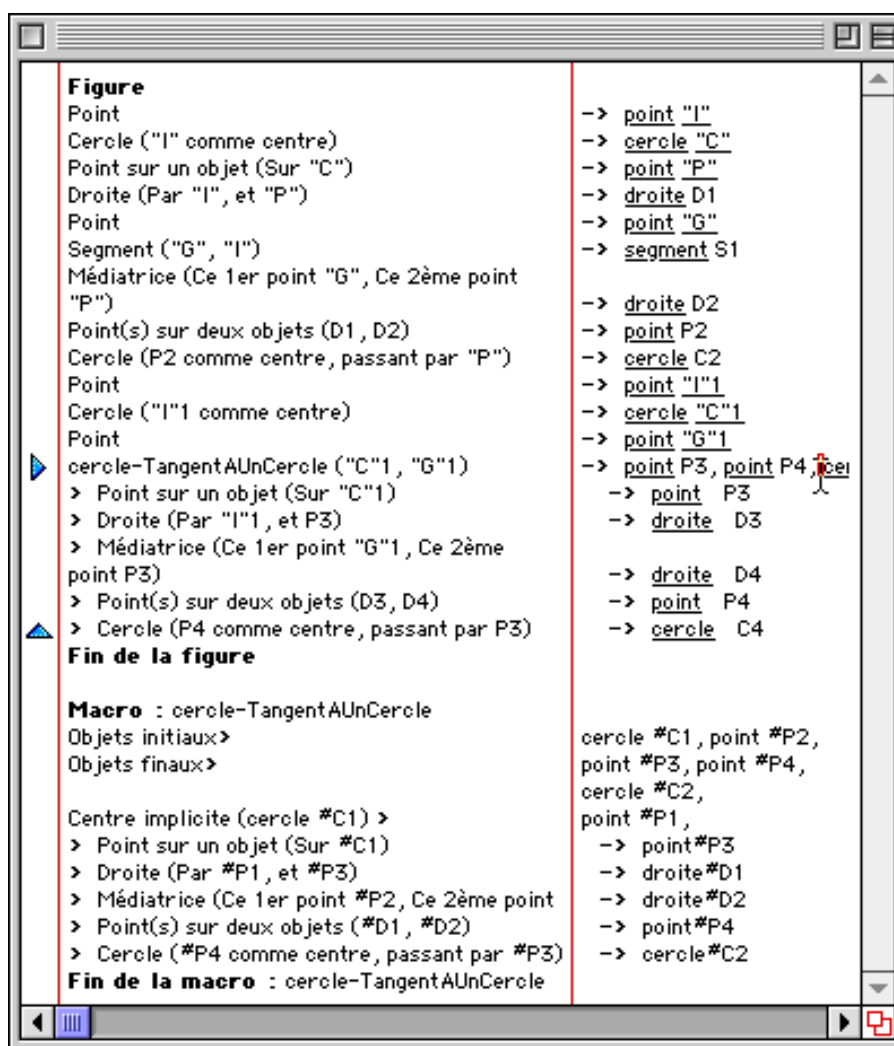 Figure
Point -> point "I"
Cercle ("I" comme centre) -> cercle "C"
Point sur un objet (Sur "C") -> point "P"
Droite (Par "I", et "P") -> droite D1
Point -> point "G"
Segment ("G", "I") -> segment S1
Médiatrice (Ce 1er point "G", Ce 2ème point
"P") -> droite D2
Point(s) sur deux objets (D1, D2) -> point P2
Cercle (P2 comme centre, passant par "P") -> cercle C2
Point -> point "I"1
Cercle ("I"1 comme centre) -> cercle "C"1
Point -> point "G"1
cercle-TangentAUnCercle ("C"1, "G"1) -> point P3, point P4,
> Point sur un objet (Sur "C"1) -> point P3
> Droite (Par "I"1, et P3) -> droite D3
> Médiatrice (Ce 1er point "G"1, Ce 2ème
point P3) -> droite D4
> Point(s) sur deux objets (D3, D4) -> point P4
> Cercle (P4 comme centre, passant par P3) -> cercle C4
Fin de la figure
Macro : cercle-TangentAUnCercle
Objets initiaux> cercle #C1, point #P2,
Objets finaux> point #P3, point #P4,
cercle #C2,
Centre implicite (cercle #C1) > point #P1,
> Point sur un objet (Sur #C1) -> point#P3
> Droite (Par #P1, et #P3) -> droite#D1
> Médiatrice (Ce 1er point #P2, Ce 2ème point -> droite#D2
> Point(s) sur deux objets (#D1, #D2) -> point#P4
> Cercle (#P4 comme centre, passant par #P3) -> cercle#C2
Fin de la macro : cercle-TangentAUnCercle